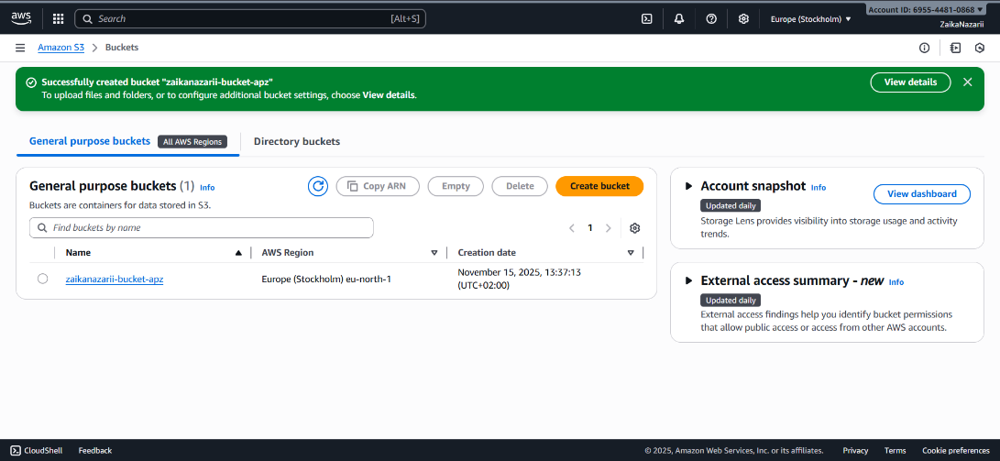 aws
Search
[Alt+S]
Europe (Stockholm)
Account ID: 6955-4481-0868
ZaikaNazarii
Amazon S3 > Buckets
Successfully created bucket "zaikanazarii-bucket-apz"
To upload files and folders, or to configure additional bucket settings, choose View details.
View details
General purpose buckets All AWS Regions
Directory buckets
General purpose buckets (1) Info
Copy ARN
Empty
Delete
Create bucket
Buckets are containers for data stored in S3.
Find buckets by name
1
Name
AWS Region
Creation date
zaikanazarii-bucket-apz
Europe (Stockholm) eu-north-1
November 15, 2025, 13:37:13
(UTC+02:00)
Account snapshot Info
View dashboard
Updated daily
Storage Lens provides visibility into storage usage and activity
trends.
External access summary - new Info
Updated daily
External access findings help you identify bucket permissions
that allow public access or access from other AWS accounts.
CloudShell
Feedback
© 2025, Amazon Web Services, Inc. or its affiliates.
Privacy
Terms
Cookie preferences